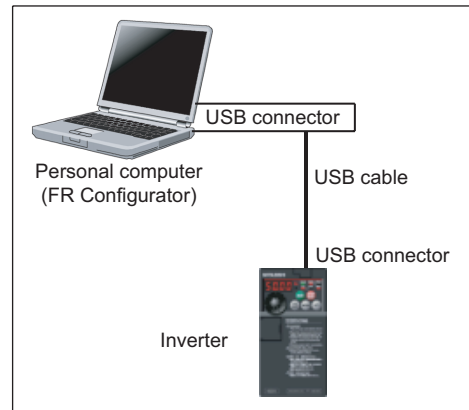 USB connector
Personal computer
(FR Configurator)
USB cable
USB connector
Inverter